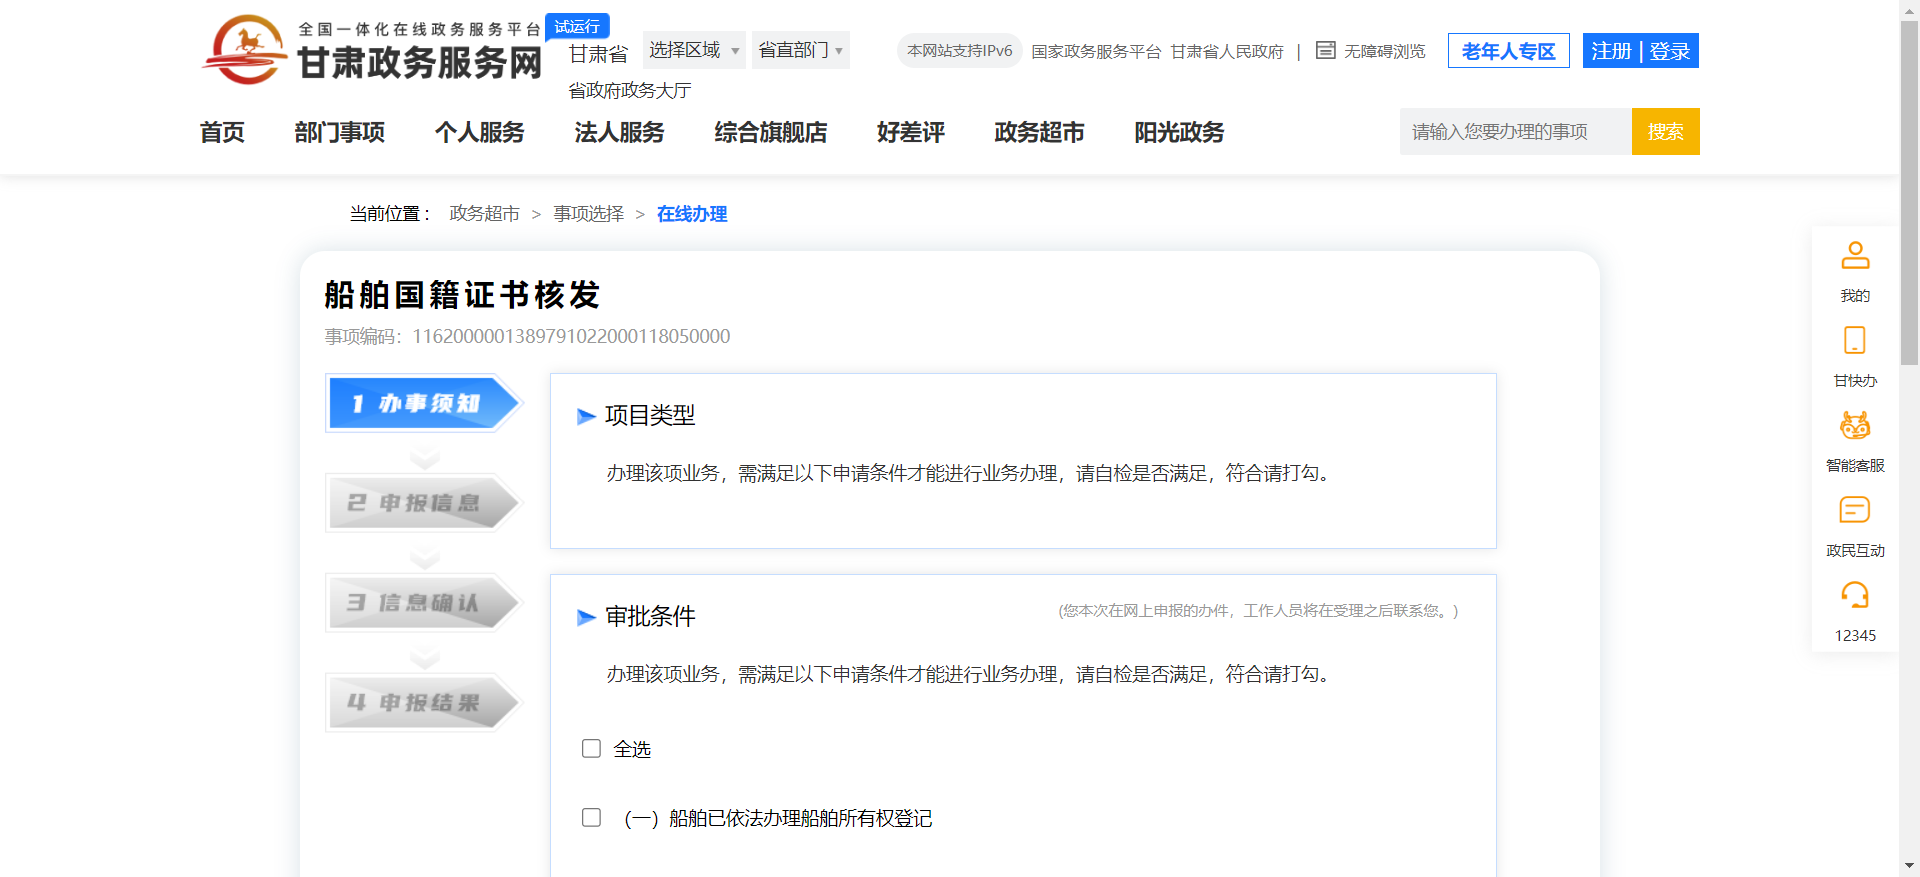 全国一体化在线政务服务平台
甘肃政务服务网
试运行
甘肃省 选择区域 省直部门
省政府政务大厅
本网站支持IPv6 国家政务服务平台 甘肃省人民政府 | 无障碍浏览 老年人专区 注册 | 登录
首页 部门事项 个人服务 法人服务 综合旗舰店 好差评 政务超市 阳光政务
请输入您要办理的事项 搜索
当前位置： 政务超市 > 事项选择 > 在线办理
船舶国籍证书核发
事项编码：11620000013897910220001180500​00
1 办事须知
2 申报信息
3 信息确认
4 申报结果
项目类型
办理该项业务，需满足以下申请条件才能进行业务办理，请自检是否满足，符合请打勾。
审批条件
(您本次在网上申报的办件，工作人员将在受理之后联系您。)
办理该项业务，需满足以下申请条件才能进行业务办理，请自检是否满足，符合请打勾。
全选
（一）船舶已依法办理船舶所有权登记
我的
甘快办
智能客服
政民互动
12345